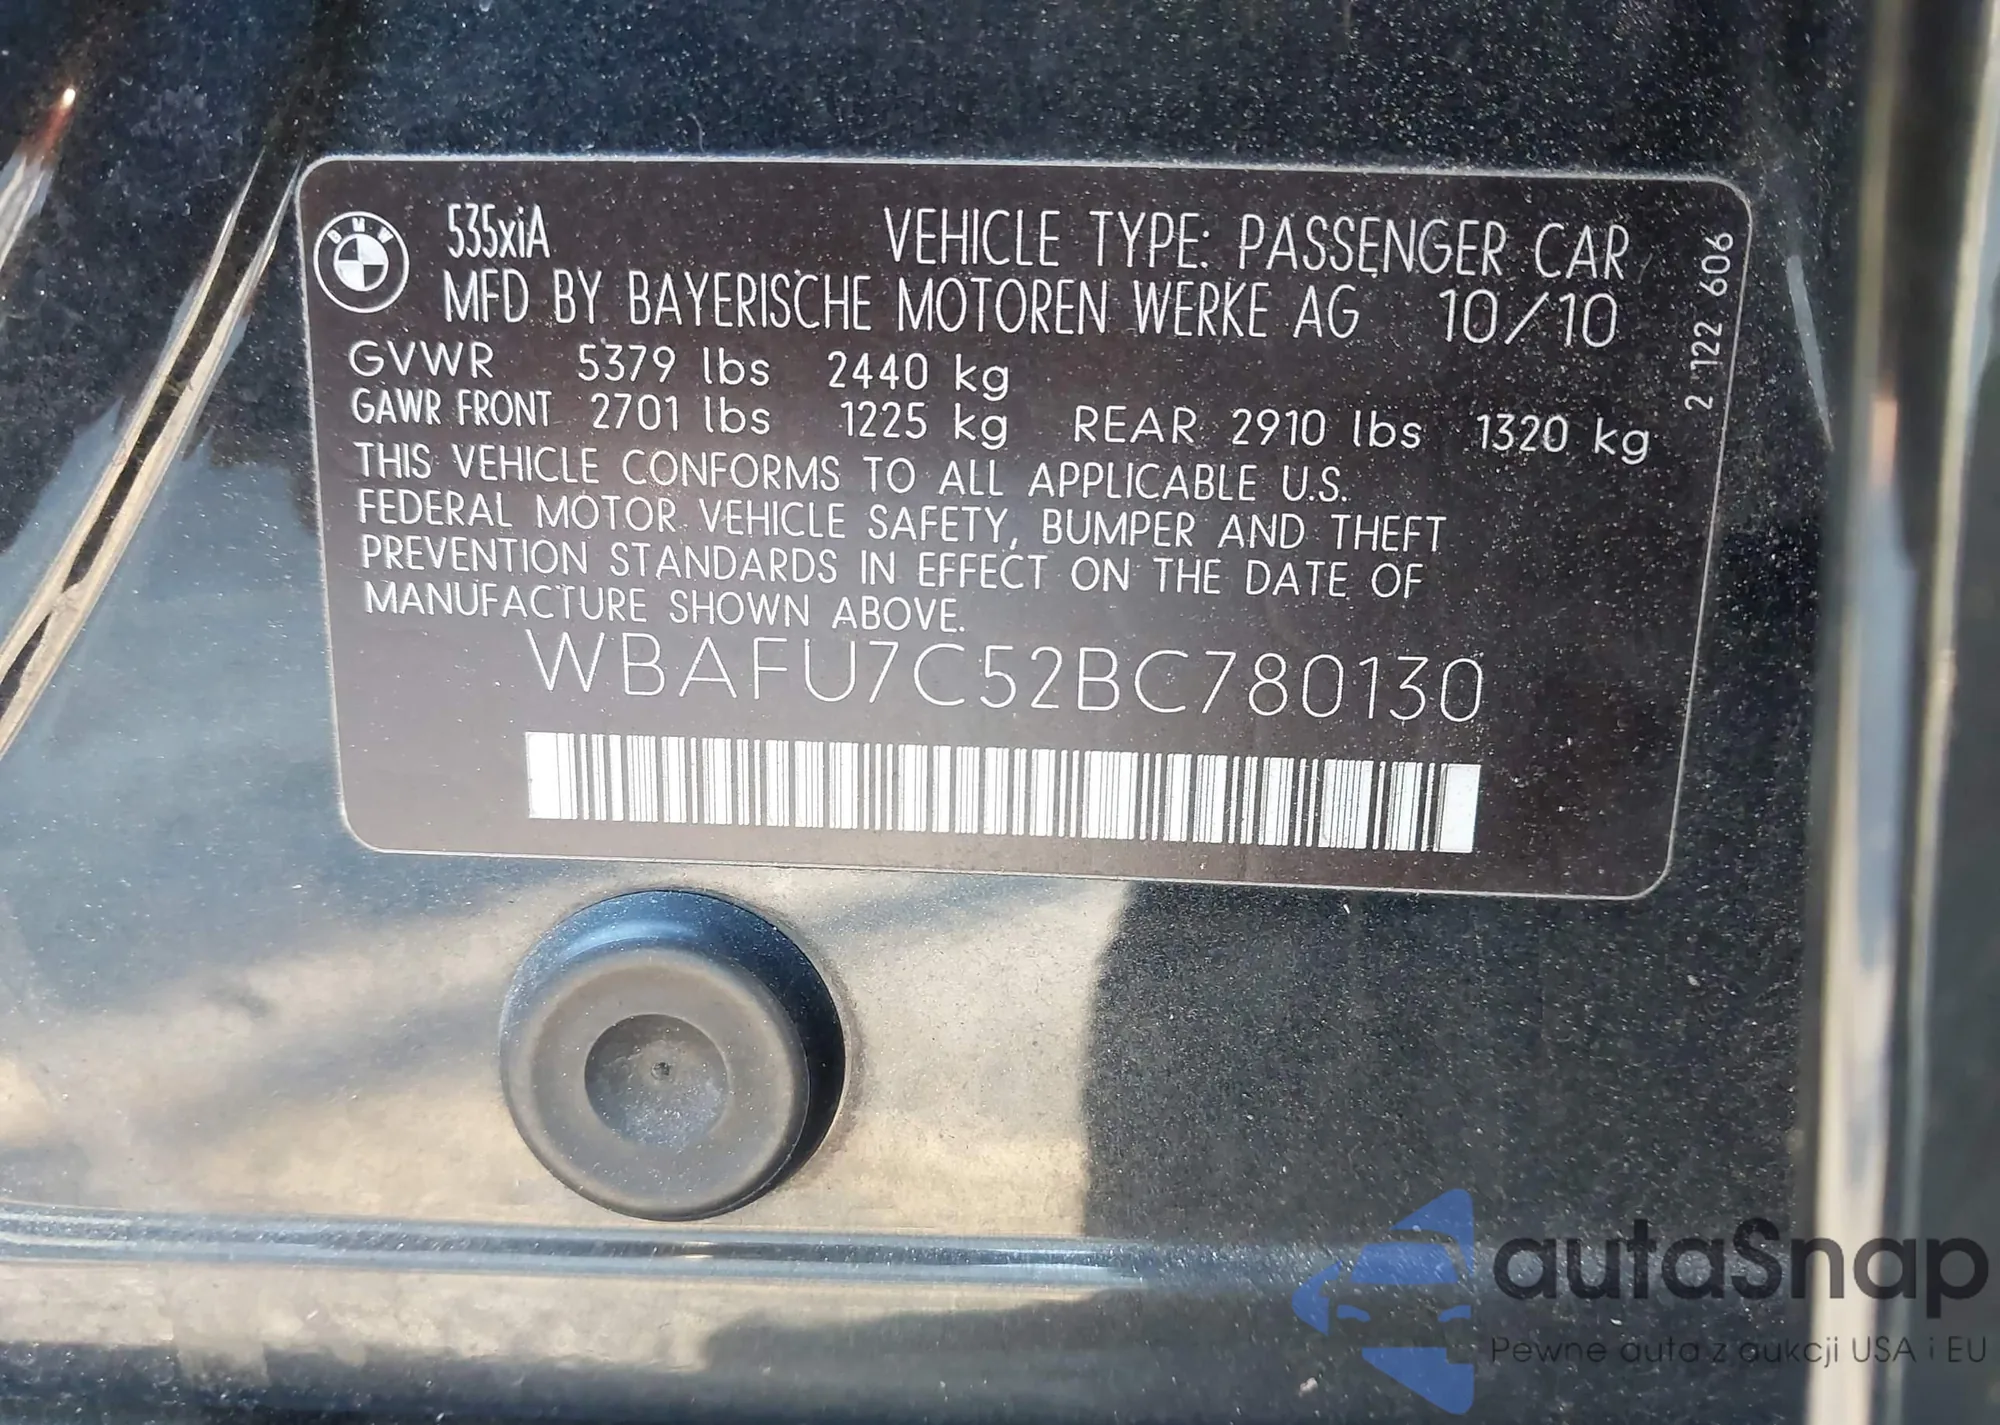 BMW
535xiA VEHICLE TYPE: PASSENGER CAR
MFD BY BAYERISCHE MOTOREN WERKE AG 10/10
GVWR 5379 lbs 2440 kg
GAWR FRONT 2701 lbs 1225 kg REAR 2910 lbs 1320 kg
THIS VEHICLE CONFORMS TO ALL APPLICABLE U.S.
FEDERAL MOTOR VEHICLE SAFETY, BUMPER AND THEFT
PREVENTION STANDARDS IN EFFECT ON THE DATE OF
MANUFACTURE SHOWN ABOVE.
WBAFU7C52BC780130
2 122 606
autaSnap
Pewne auta z aukcji USA i EU